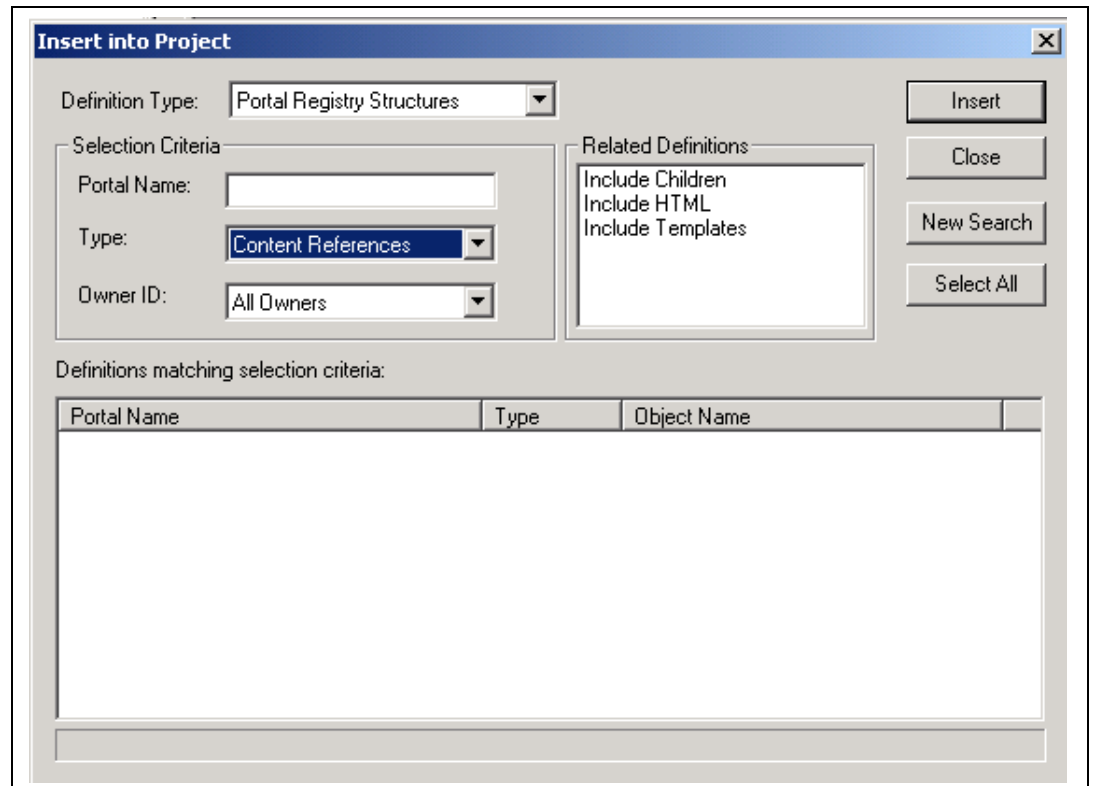 Insert into Project
Definition Type: Portal Registry Structures
Insert
Selection Criteria
Portal Name:
Type: Content References
Owner ID: All Owners
Related Definitions
Include Children
Include HTML
Include Templates
Close
New Search
Select All
Definitions matching selection criteria:
Portal Name Type Object Name